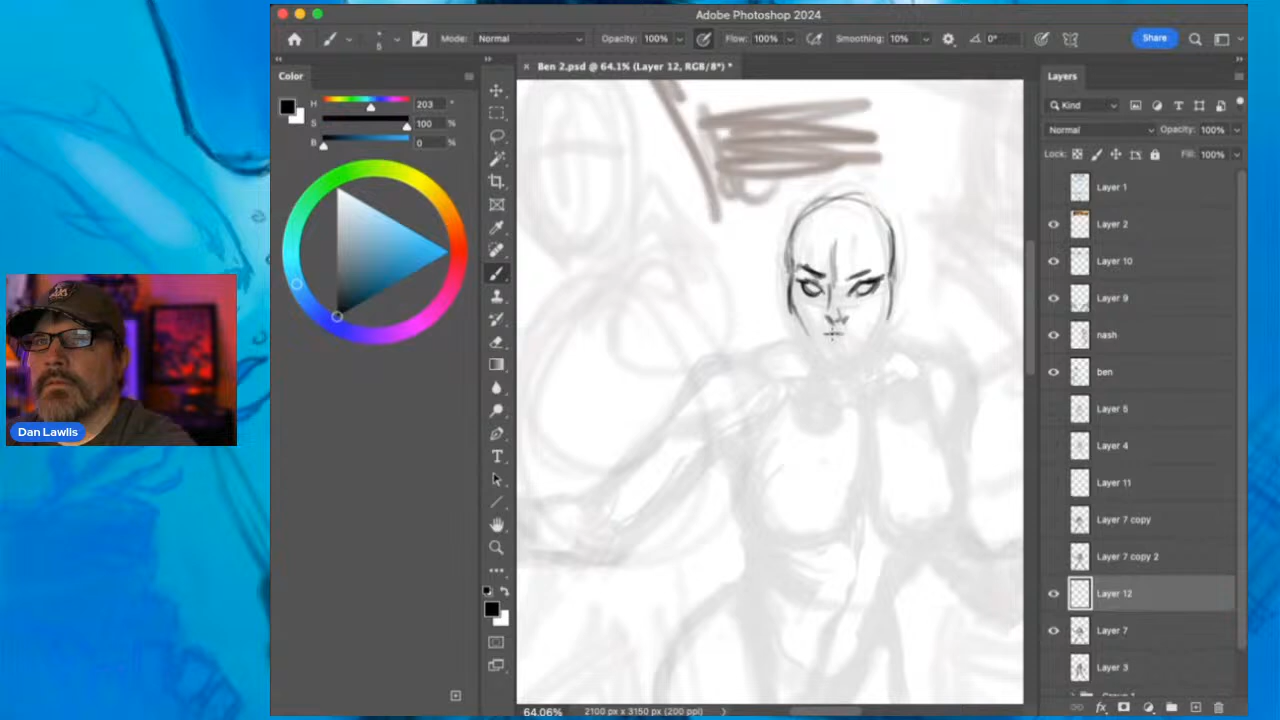 Adobe Photoshop 2024
Mode: Normal Opacity: 100% Flow: 100% Smoothing: 10% 0° Share
5
Color
Ben 2.psd @ 64.1% (Layer 12, RGB/8*) *
Layers
H 203 °
S 100 %
B 0 %
Kind
Normal Opacity: 100%
Lock: Fill: 100%
Layer 1
Layer 2
Layer 10
Layer 9
nash
ben
Layer 5
Layer 4
Layer 11
Layer 7 copy
Layer 7 copy 2
Layer 12
Layer 7
Layer 3
Group 1
Dan Lawlis
64.06% 2100 px x 3150 px (200 ppi)